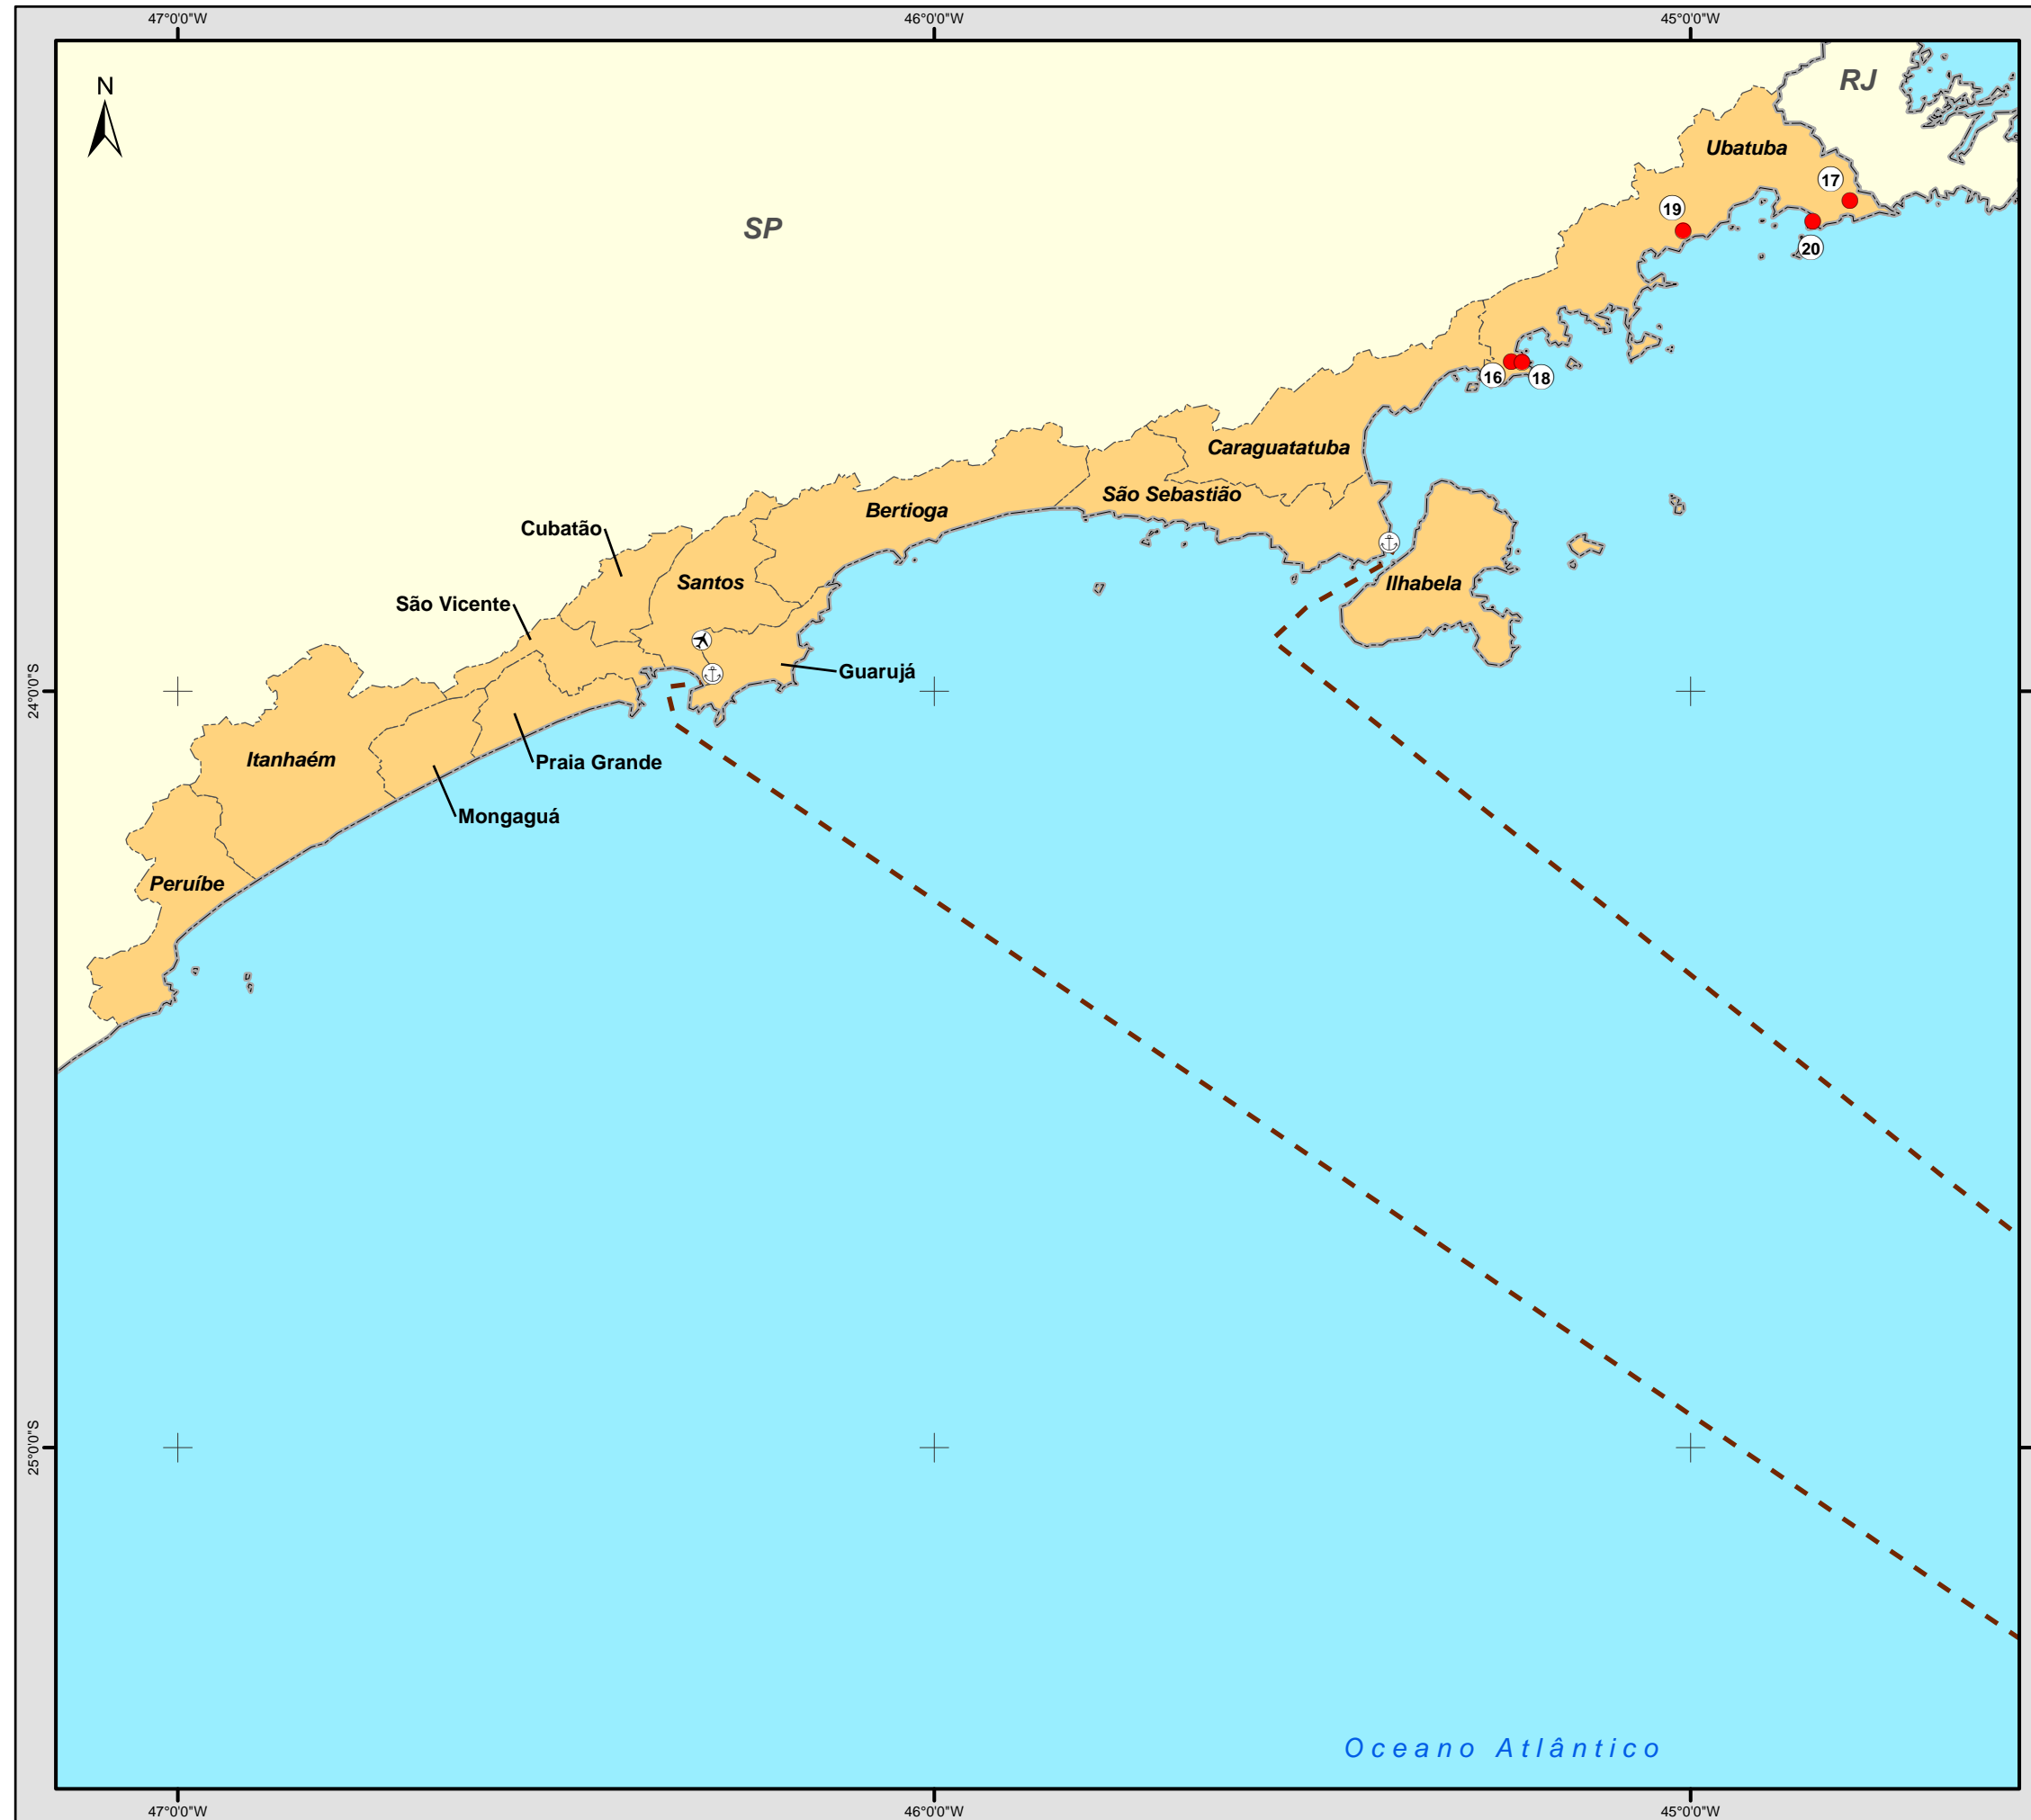 47°0'0"W
46°0'0"W
45°0'0"W
N
RJ
SP
Ubatuba
17
19
20
16
18
Caraguatatuba
São Sebastião
Bertioga
Cubatão
Santos
Ilhabela
São Vicente
Guarujá
24°0'0"S
Itanhaém
Praia Grande
Mongaguá
Peruíbe
25°0'0"S
Oceano Atlântico
47°0'0"W
46°0'0"W
45°0'0"W